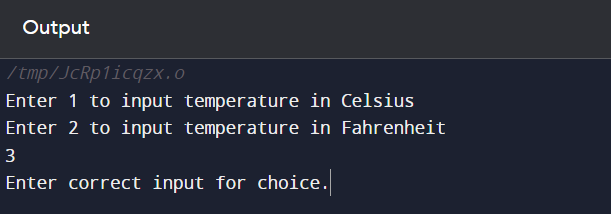 Output
/tmp/JcRp1icqzx.o
Enter 1 to input temperature in Celsius
Enter 2 to input temperature in Fahrenheit
3
Enter correct input for choice.